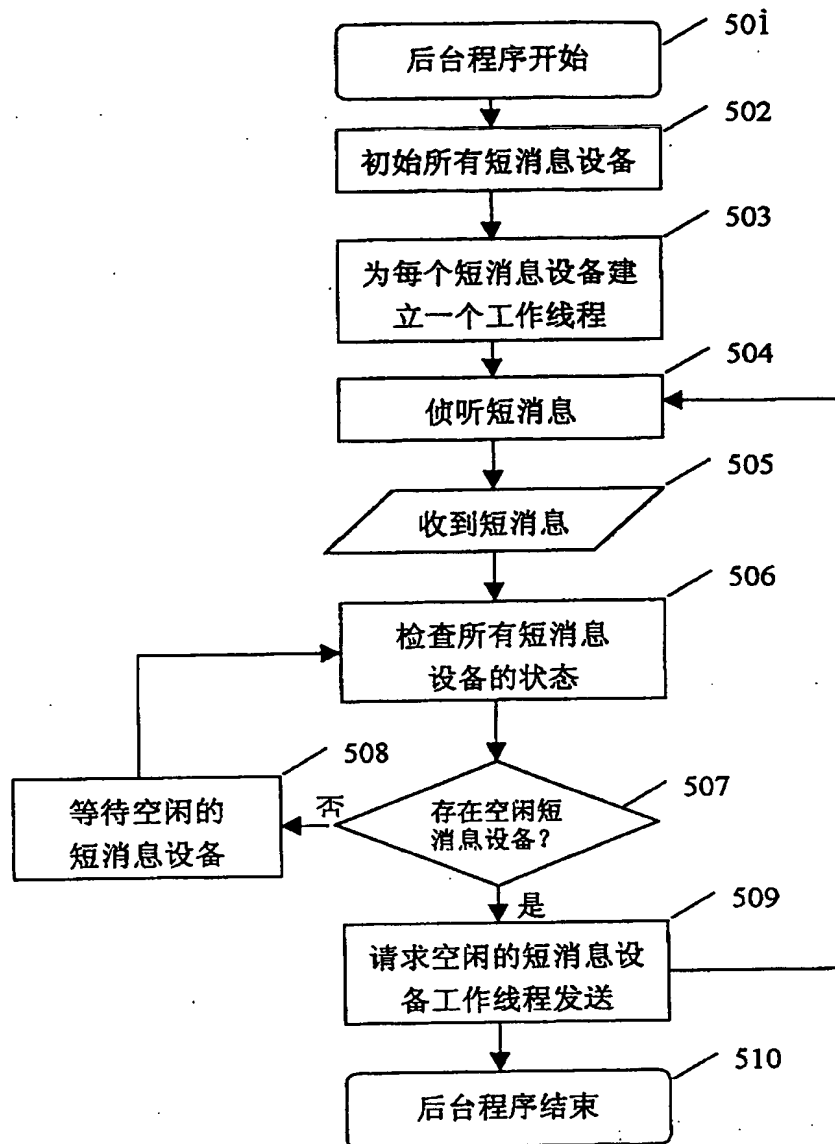 501
后台程序开始
502
初始所有短消息设备
503
为每个短消息设备建
立一个工作线程
504
侦听短消息
505
收到短消息
506
检查所有短消息
设备的状态
508
等待空闲的
短消息设备
否
507
存在空闲短
消息设备？
是
509
请求空闲的短消息设
备工作线程发送
510
后台程序结束